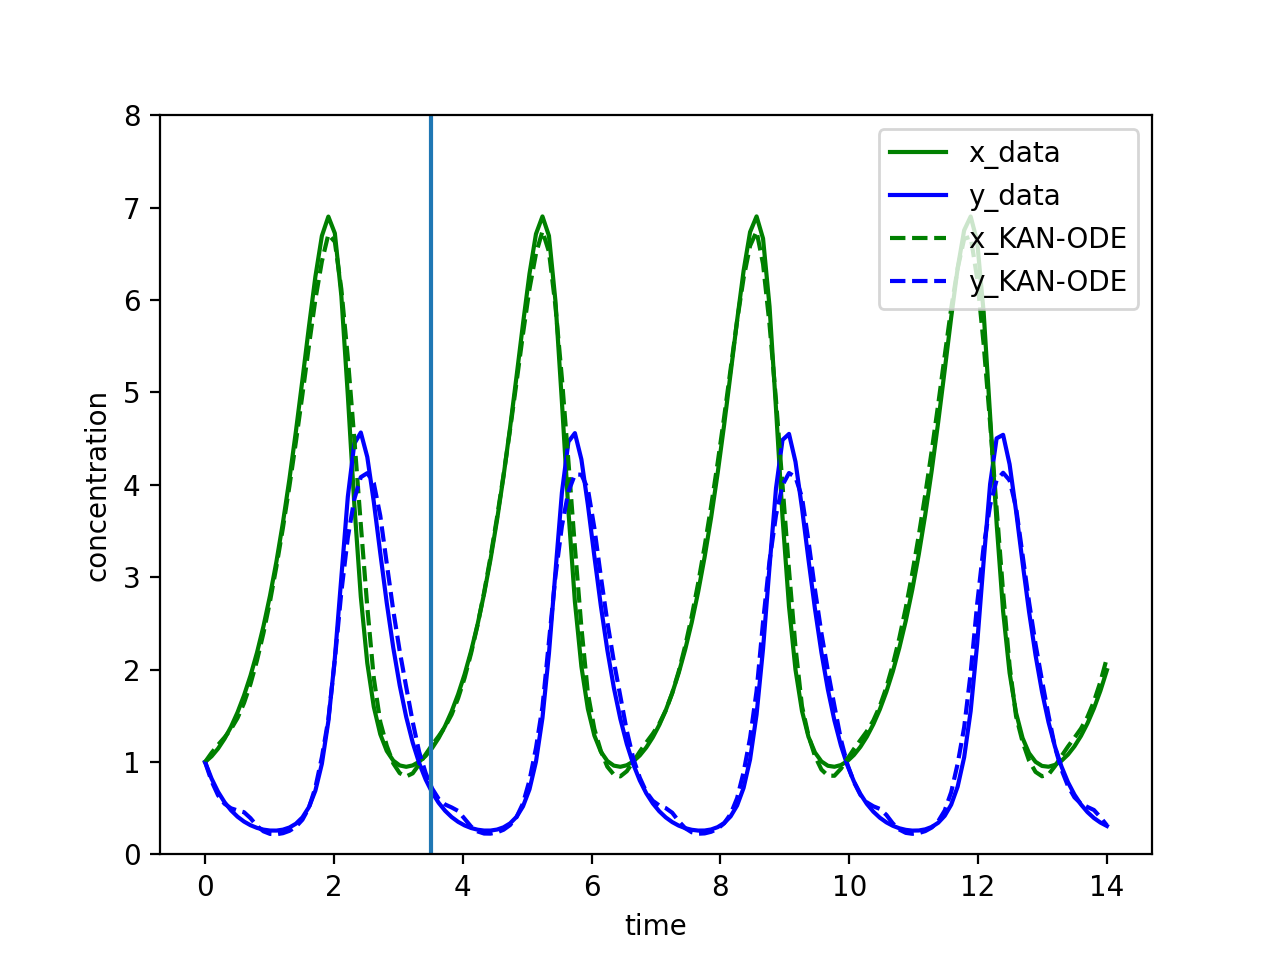 8
7
6
5
4
3
2
1
0
concentration
x_data
y_data
x_KAN-ODE
y_KAN-ODE
0 2 4 6 8 10 12 14
time